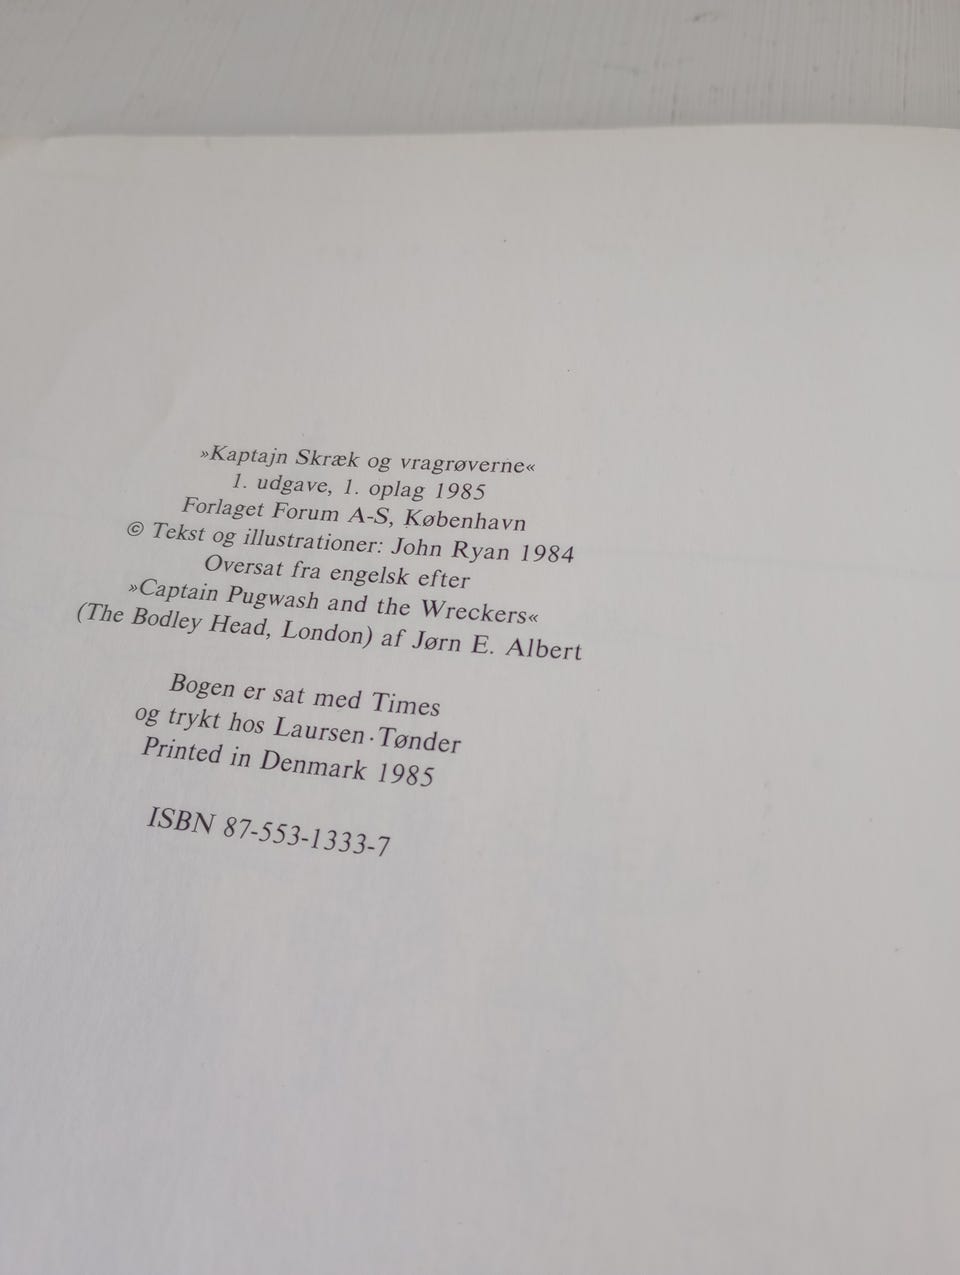 »Kaptajn Skræk og vragrøverne«
1. udgave, 1. oplag 1985
Forlaget Forum A-S, København
© Tekst og illustrationer: John Ryan 1984
Oversat fra engelsk efter
»Captain Pugwash and the Wreckers«
(The Bodley Head, London) af Jørn E. Albert
Bogen er sat med Times
og trykt hos Laursen · Tønder
Printed in Denmark 1985
ISBN 87-553-1333-7